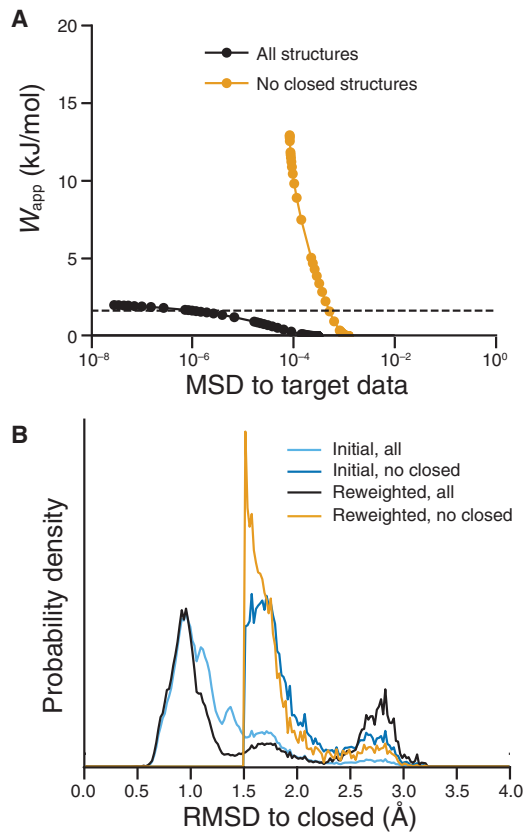 A
20
15
10
5
0
W_app (kJ/mol)
All structures
No closed structures
10⁻⁸ 10⁻⁶ 10⁻⁴ 10⁻² 10⁰
MSD to target data
B
Probability density
Initial, all
Initial, no closed
Reweighted, all
Reweighted, no closed
0.0 0.5 1.0 1.5 2.0 2.5 3.0 3.5 4.0
RMSD to closed (Å)